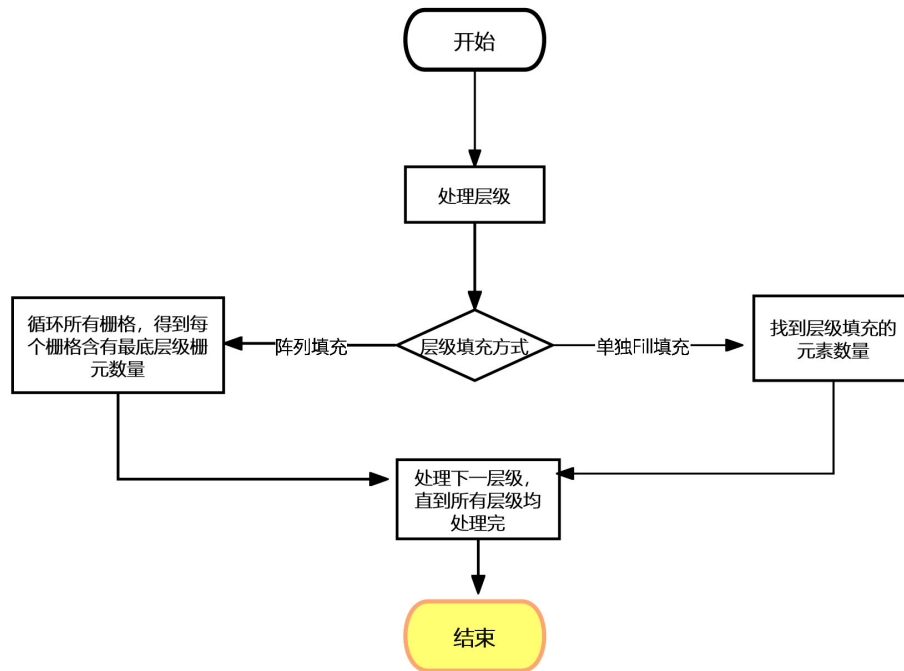 开始
处理层级
层级填充方式
阵列填充
单独Fill填充
循环所有栅格，得到每
个栅格含有最底层级栅
元数量
找到层级填充的
元素数量
处理下一层级，
直到所有层级均
处理完
结束